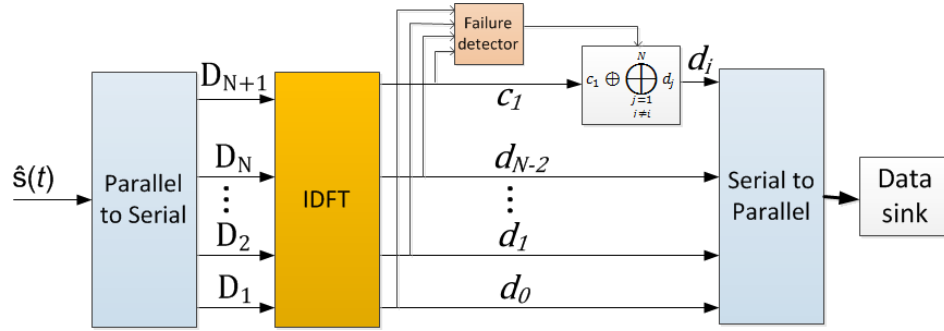 Failure
detector
D_{N+1}
c_1
c_1 ⊕ ⨁_{j=1, i≠i}^{N} d_j
d_i
ŝ(t)
Parallel
to Serial
D_N
⋮
D_2
D_1
IDFT
d_{N-2}
⋮
d_1
d_0
Serial to
Parallel
Data
sink